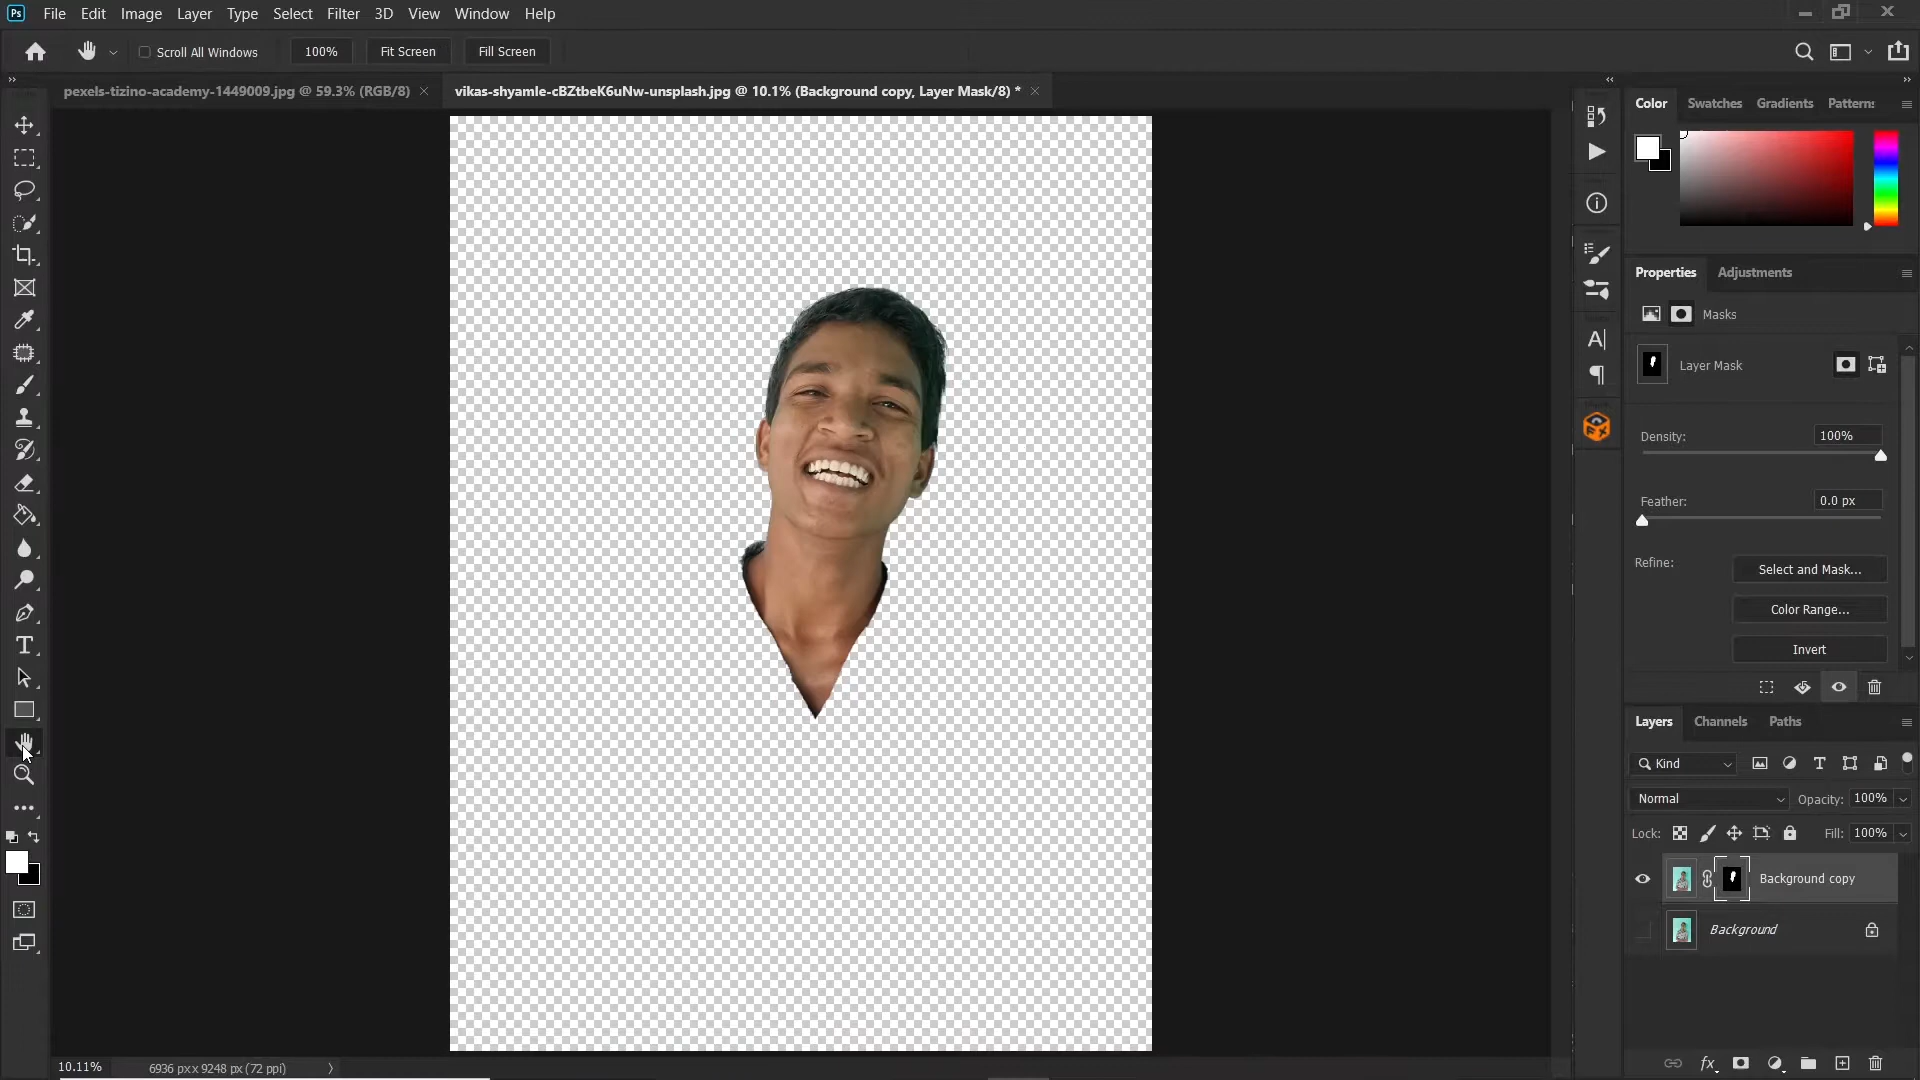 Ps File Edit Image Layer Type Select Filter 3D View Window Help
Scroll All Windows 100% Fit Screen Fill Screen
pexels-tizino-academy-1449009.jpg @ 59.3% (RGB/8) vikas-shyamle-cBZtbeK6uNw-unsplash.jpg @ 10.1% (Background copy, Layer Mask/8) *
Color Swatches Gradients Patterns
Properties Adjustments
Masks
Layer Mask
Density: 100%
Feather: 0.0 px
Refine: Select and Mask...
Color Range...
Invert
Layers Channels Paths
Kind
Normal Opacity: 100%
Lock: Fill: 100%
Background copy
Background
10.11% 6936 px x 9248 px (72 ppi)